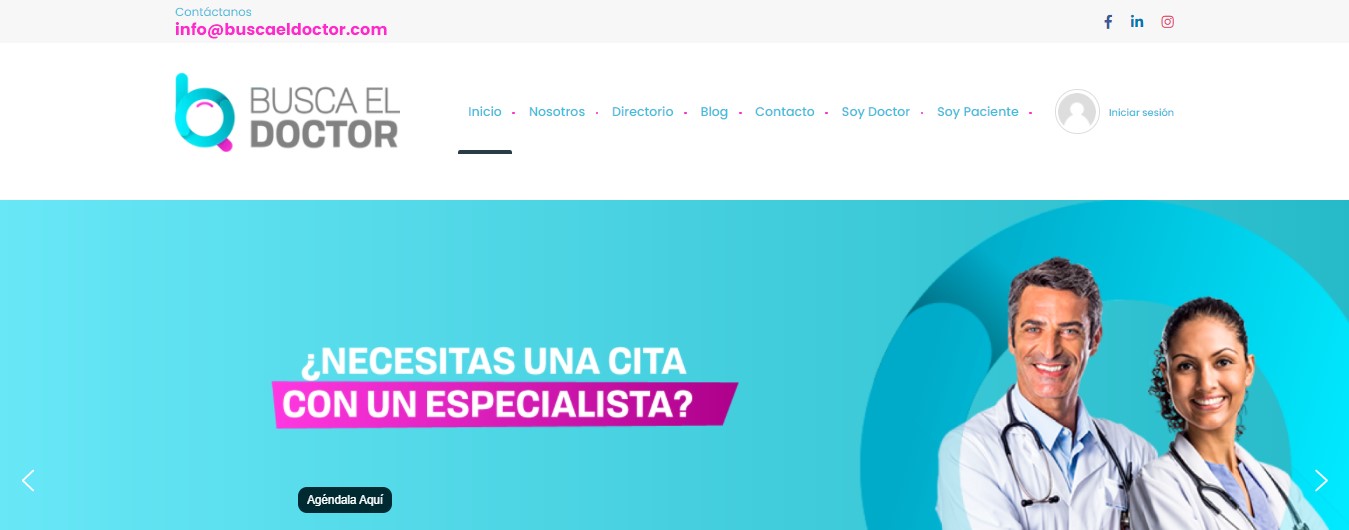 Contáctanos
info@buscaeldoctor.com
BUSCA EL
DOCTOR
Inicio
Nosotros
Directorio
Blog
Contacto
Soy Doctor
Soy Paciente
Iniciar sesión
¿NECESITAS UNA CITA
CON UN ESPECIALISTA?
Agéndala Aquí